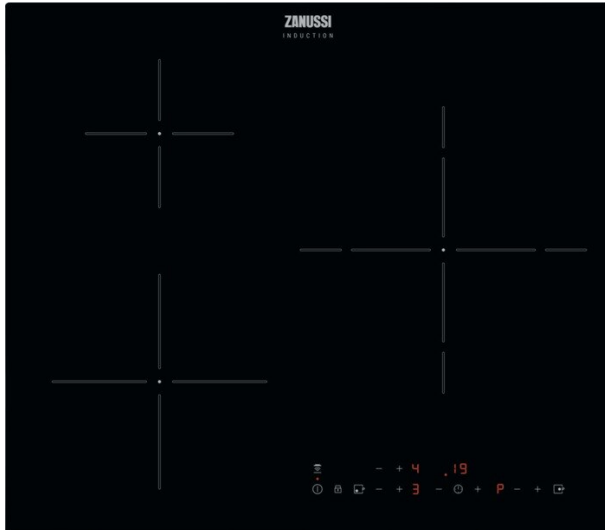 ZANUSSI
INDUCTION
- + 4 .19
- + 3 - + P - +